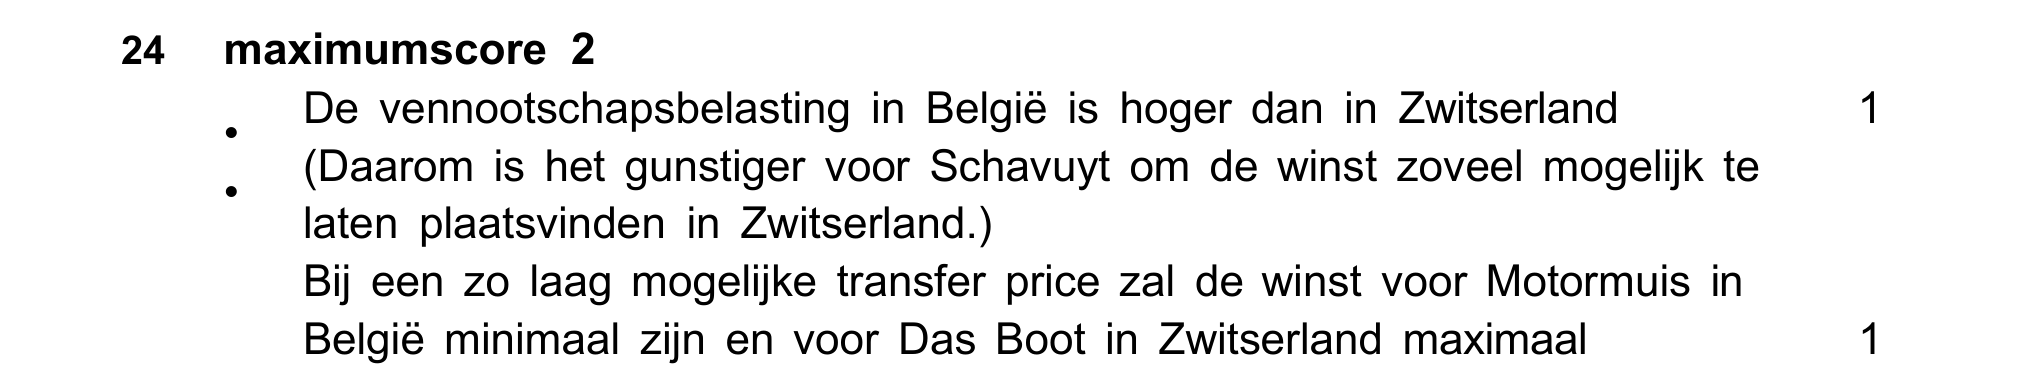 24 maximumscore 2
• De vennootschapsbelasting in België is hoger dan in Zwitserland 1
• (Daarom is het gunstiger voor Schavuyt om de winst zoveel mogelijk te
laten plaatsvinden in Zwitserland.)
Bij een zo laag mogelijke transfer price zal de winst voor Motormuis in
België minimaal zijn en voor Das Boot in Zwitserland maximaal 1